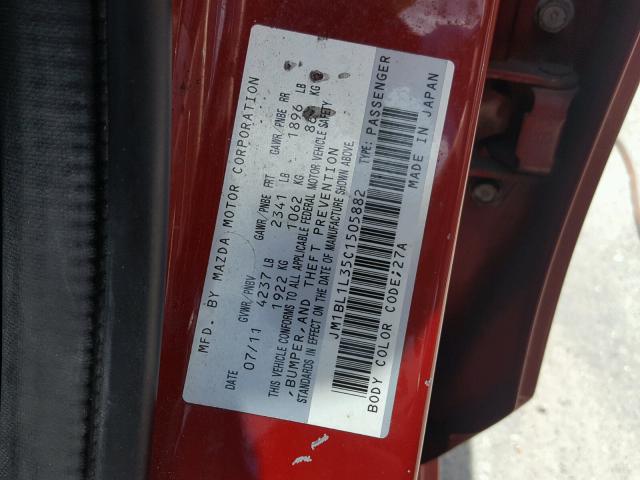 MFD. BY MAZDA MOTOR CORPORATION
DATE GVWR/PNBV GAWR/PNBE FRT GAWR/PNBE RR
07/11 4237 LB 2341 LB 1896 LB
1922 KG 1062 KG KG
THIS VEHICLE CONFORMS TO ALL APPLICABLE FEDERAL MOTOR VEHICLE SAFETY
,BUMPER,AND THEFT PREVENTION
STANDARDS IN EFFECT ON THE DATE OF MANUFACTURE SHOWN ABOVE.
JM1BL1L35C1505882 TYPE: PASSENGER
BODY COLOR CODE;27A MADE IN JAPAN